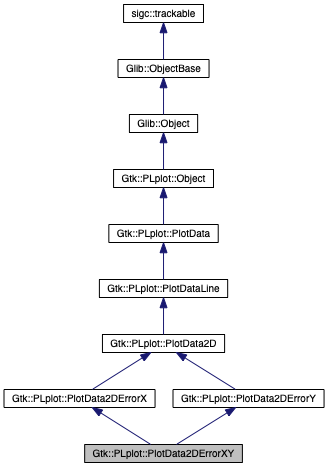 sigc::trackable
Glib::ObjectBase
Glib::Object
Gtk::PLplot::Object
Gtk::PLplot::PlotData
Gtk::PLplot::PlotDataLine
Gtk::PLplot::PlotData2D
Gtk::PLplot::PlotData2DErrorX
Gtk::PLplot::PlotData2DErrorY
Gtk::PLplot::PlotData2DErrorXY